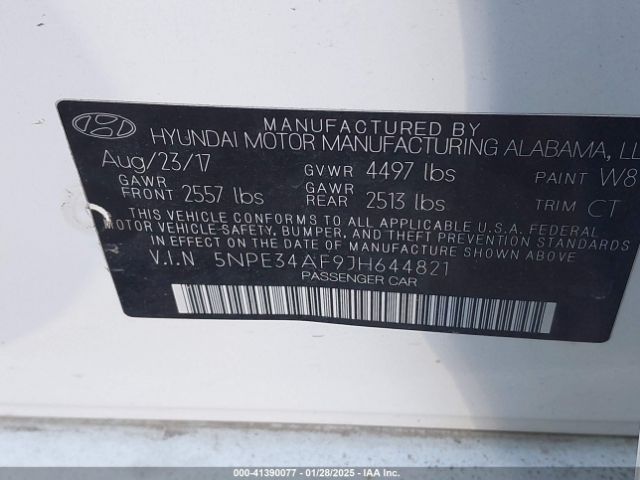 MANUFACTURED BY
HYUNDAI MOTOR MANUFACTURING ALABAMA, LL
Aug/23/17 GVWR 4497 lbs PAINT W8
GAWR FRONT 2557 lbs GAWR REAR 2513 lbs TRIM CT
THIS VEHICLE CONFORMS TO ALL APPLICABLE U.S.A. FEDERAL
MOTOR VEHICLE-SAFETY, BUMPER, AND THEFT PREVENTION
STANDARDS IN EFFECT ON THE DATE OF MANUFACTURE SHOWN ABOVE.
V.I.N 5NPE34AF9JH644821
PASSENGER CAR
000-41390077 - 01/28/2025 - IAA Inc.